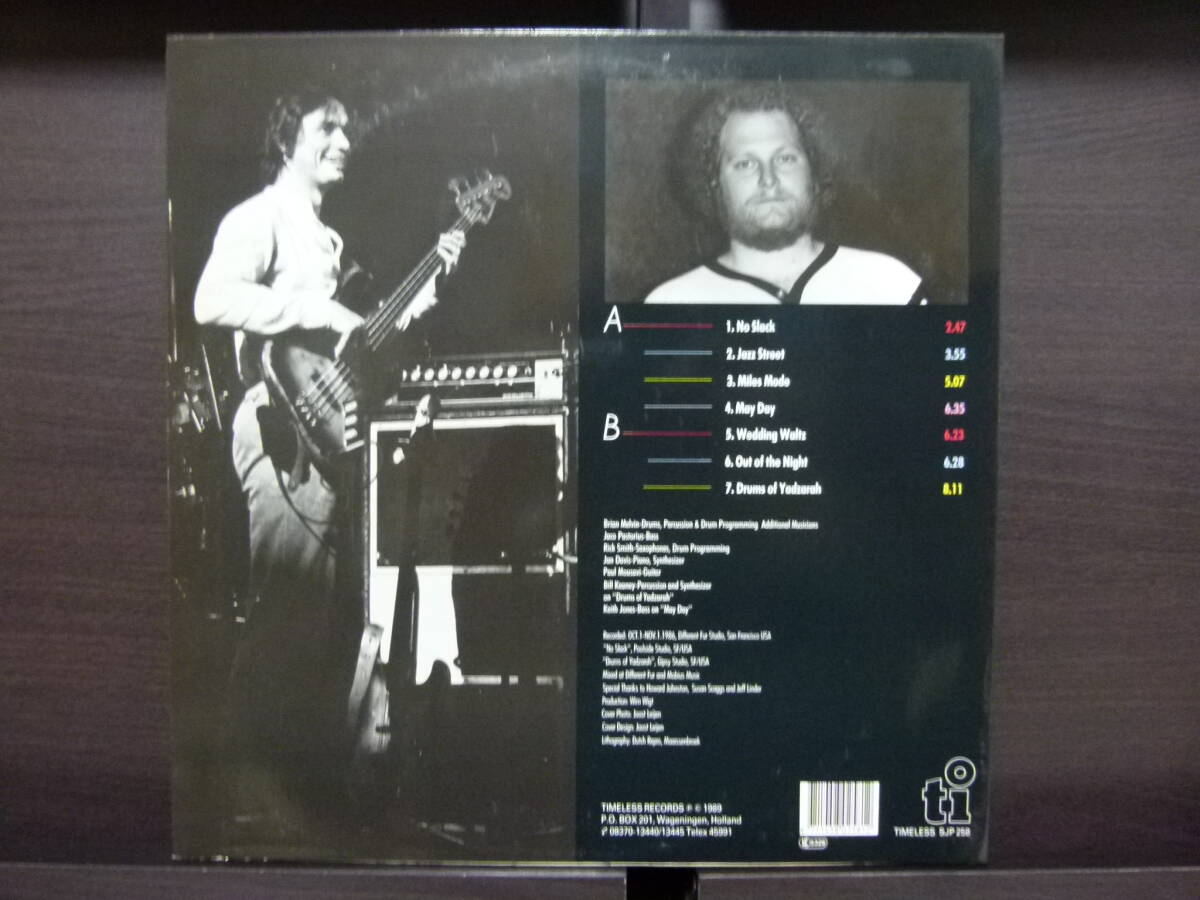 A
1. No Slack 2.47
2. Jazz Street 3.55
3. Miles Mode 5.07
4. May Day 6.35
B
5. Wedding Waltz 6.23
6. Out of the Night 6.28
7. Drums of Yadzarah 8.11
Brian Melvin-Drums, Percussion & Drum Programming Additional Musicians
Jaco Pastorius-Bass
Rick Smith-Saxophones, Drum Programming
Jon Davis-Piano, Synthesizer
Paul Mousavi-Guitar
Bill Keaney-Percussion and Synthesizer
on "Drums of Yadzarah"
Keith Jones-Bass on "May Day"
Recorded: OCT.1-NOV.1.1986, Different Fur Studio, San Francisco USA
"No Slack", Poolside Studio, SF/USA
"Drums of Yadzarah", Gipsy Studio, SF/USA
Mixed at Different Fur and Mobius Music
Special Thanks to Howard Johnston, Susan Scaggs and Jeff Linder
Production: Wim Wigt
Cover Photo: Joost Leijen
Cover Design: Joost Leijen
Lithography: Dutch Repro, Maarssenbroek
TIMELESS RECORDS ℗ © 1989
P.O. BOX 201, Wageningen, Holland
08370-13440/13445 Telex 45991
ti
TIMELESS SJP 258